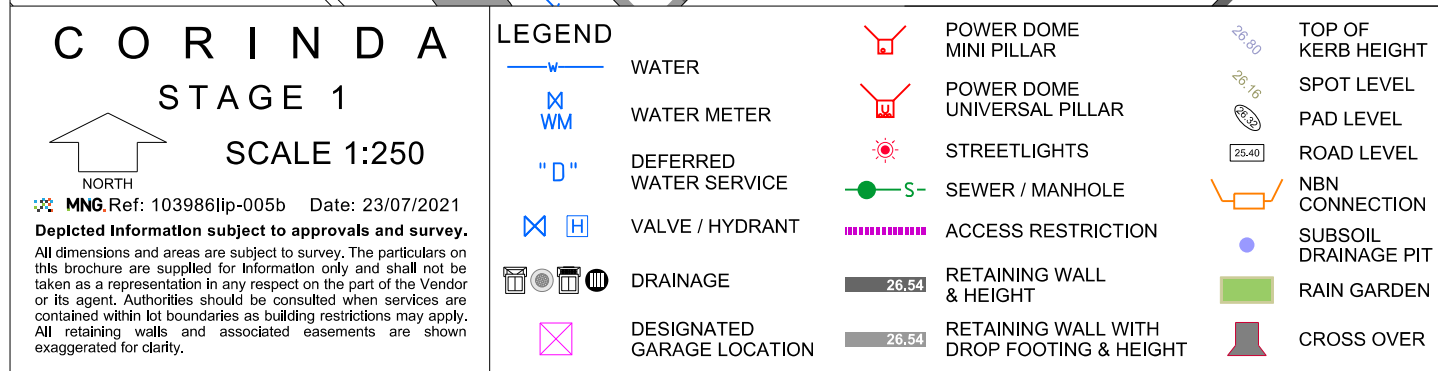 CORINDA
STAGE 1
SCALE 1:250
NORTH
MNG. Ref: 103986lip-005b Date: 23/07/2021
Depicted Information subject to approvals and survey.
All dimensions and areas are subject to survey. The particulars on
this brochure are supplied for information only and shall not be
taken as a representation in any respect on the part of the Vendor
or its agent. Authorities should be consulted when services are
contained within lot boundaries as building restrictions may apply.
All retaining walls and associated easements are shown
exaggerated for clarity.
LEGEND
W WATER
WM WATER METER
"D" DEFERRED
WATER SERVICE
H VALVE / HYDRANT
DRAINAGE
DESIGNATED
GARAGE LOCATION
POWER DOME
MINI PILLAR
U POWER DOME
UNIVERSAL PILLAR
STREETLIGHTS
S SEWER / MANHOLE
ACCESS RESTRICTION
26.54 RETAINING WALL
& HEIGHT
26.54 RETAINING WALL WITH
DROP FOOTING & HEIGHT
26.80 TOP OF
KERB HEIGHT
26.16 SPOT LEVEL
26.32 PAD LEVEL
25.40 ROAD LEVEL
NBN
CONNECTION
SUBSOIL
DRAINAGE PIT
RAIN GARDEN
CROSS OVER